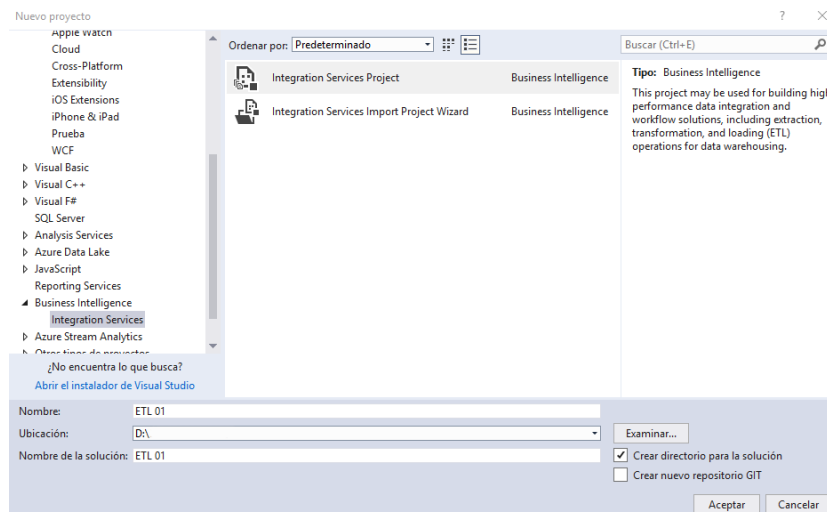 Nuevo proyecto
?
Apple Watch
Cloud
Cross-Platform
Extensibility
iOS Extensions
iPhone & iPad
Prueba
WCF
Visual Basic
Visual C++
Visual F#
SQL Server
Analysis Services
Azure Data Lake
JavaScript
Reporting Services
Business Intelligence
Integration Services
Azure Stream Analytics
Otros tipos de proyectos
¿No encuentra lo que busca?
Abrir el instalador de Visual Studio
Ordenar por: Predeterminado
Integration Services Project Business Intelligence
Integration Services Import Project Wizard Business Intelligence
Buscar (Ctrl+E)
Tipo: Business Intelligence
This project may be used for building high
performance data integration and
workflow solutions, including extraction,
transformation, and loading (ETL)
operations for data warehousing.
Nombre: ETL 01
Ubicación: D:\
Examinar...
Nombre de la solución: ETL 01
Crear directorio para la solución
Crear nuevo repositorio GIT
Aceptar Cancelar